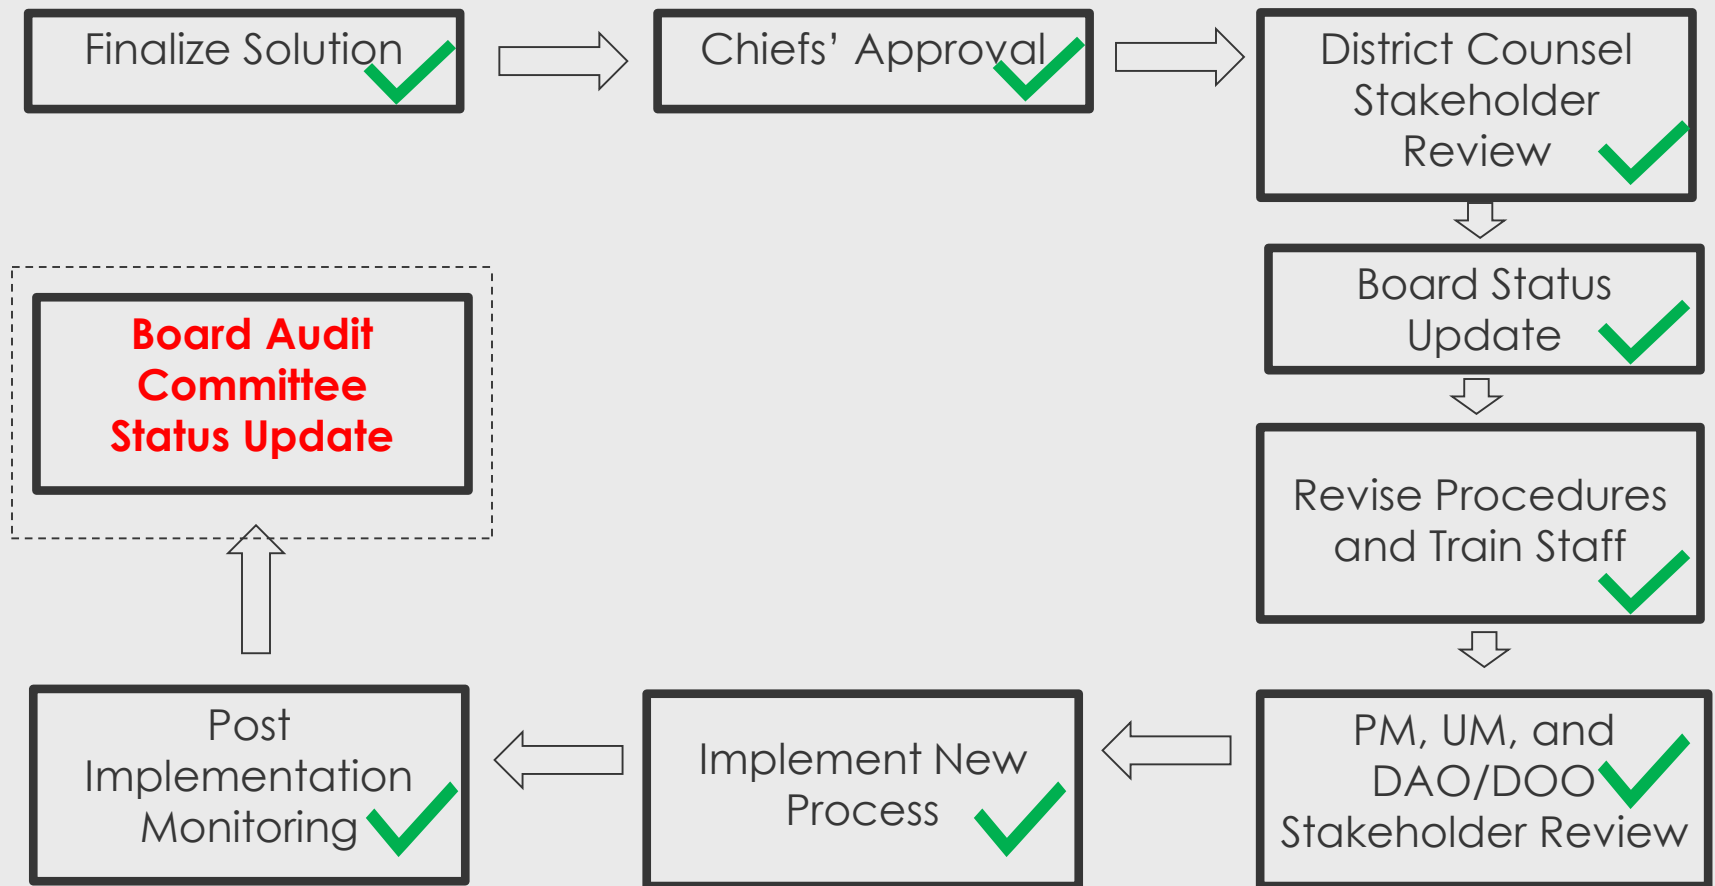 Finalize Solution
Chiefs’ Approval
District Counsel
Stakeholder
Review
Board Status
Update
Revise Procedures
and Train Staff
PM, UM, and
DAO/DOO
Stakeholder Review
Implement New
Process
Post
Implementation
Monitoring
Board Audit
Committee
Status Update